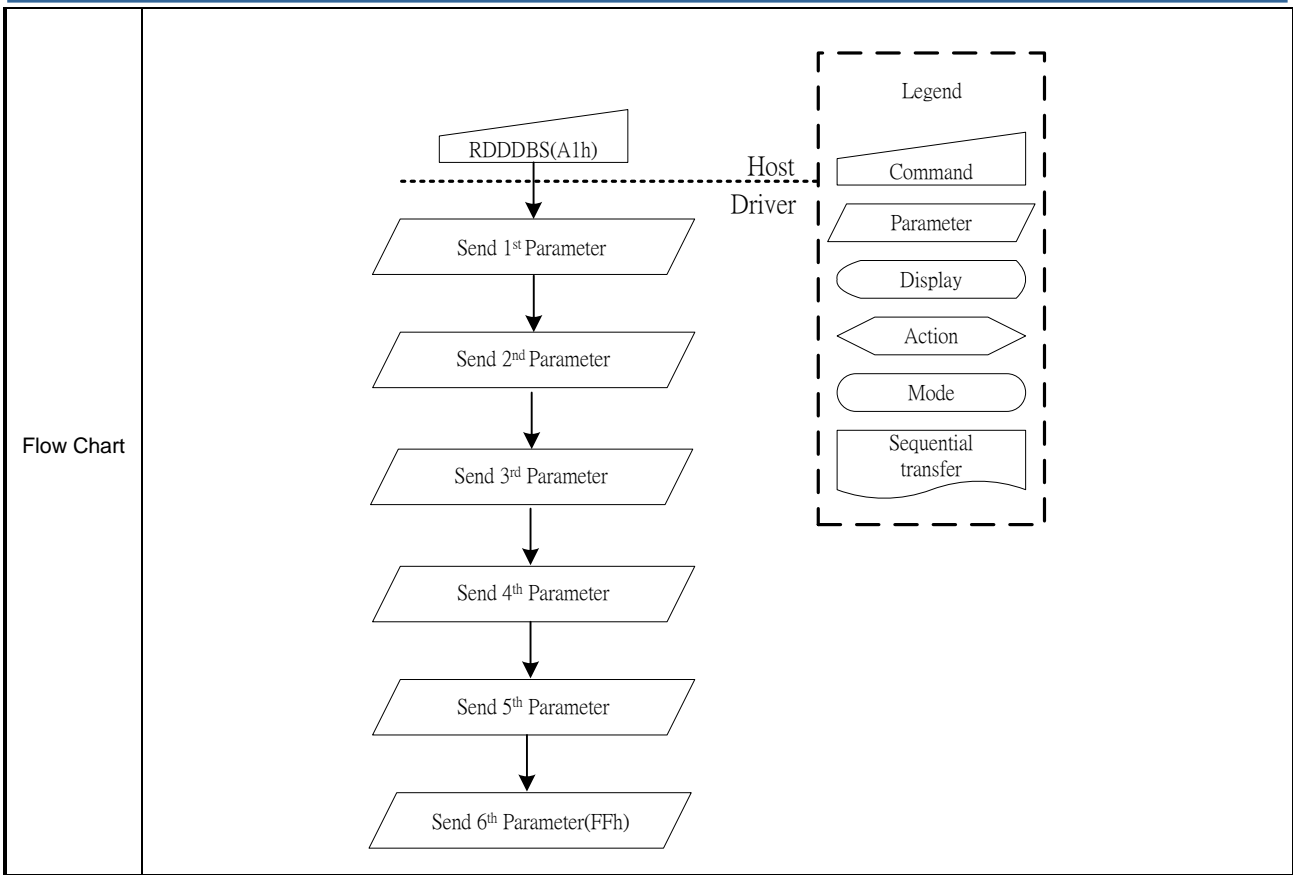 Flow Chart
RDDDBS(A1h)
Host
Driver
Send 1st Parameter
Send 2nd Parameter
Send 3rd Parameter
Send 4th Parameter
Send 5th Parameter
Send 6th Parameter(FFh)
Legend
Command
Parameter
Display
Action
Mode
Sequential
transfer